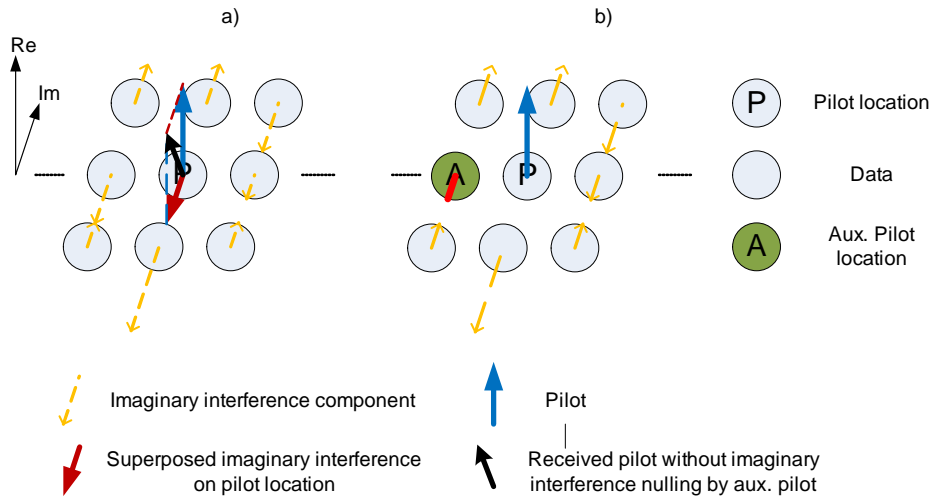 a)
b)
Re
Im
P
A
P
P
Pilot location
Data
A
Aux. Pilot
location
Imaginary interference component
Pilot
Superposed imaginary interference
on pilot location
Received pilot without imaginary
interference nulling by aux. pilot